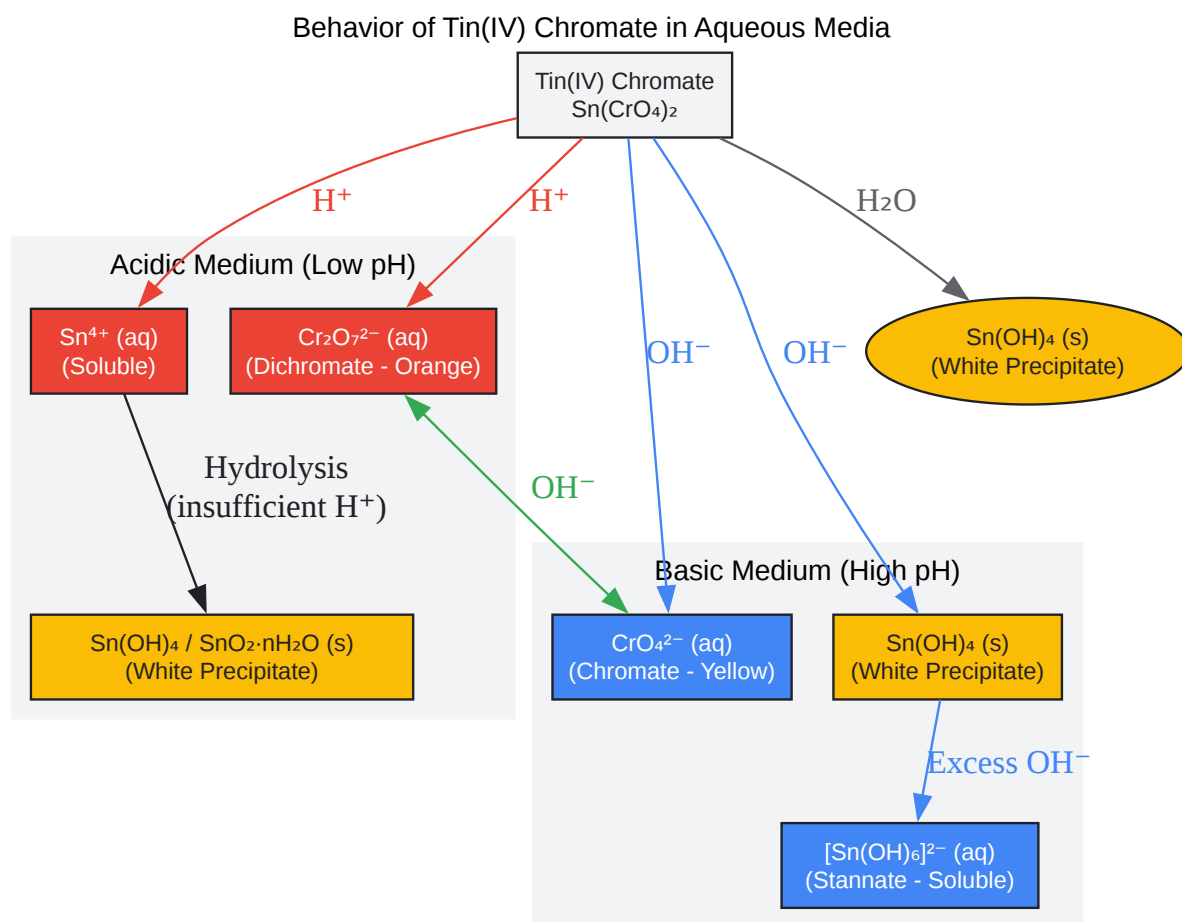 Behavior of Tin(IV) Chromate in Aqueous Media
Tin(IV) Chromate
Sn(CrO₄)₂
H⁺
H⁺
H₂O
Acidic Medium (Low pH)
Sn⁴⁺ (aq)
(Soluble)
Cr₂O₇²⁻ (aq)
(Dichromate - Orange)
OH⁻
OH⁻
Sn(OH)₄ (s)
(White Precipitate)
Hydrolysis
(insufficient H⁺)
OH⁻
Basic Medium (High pH)
Sn(OH)₄ / SnO₂·nH₂O (s)
(White Precipitate)
CrO₄²⁻ (aq)
(Chromate - Yellow)
Sn(OH)₄ (s)
(White Precipitate)
Excess OH⁻
[Sn(OH)₆]²⁻ (aq)
(Stannate - Soluble)